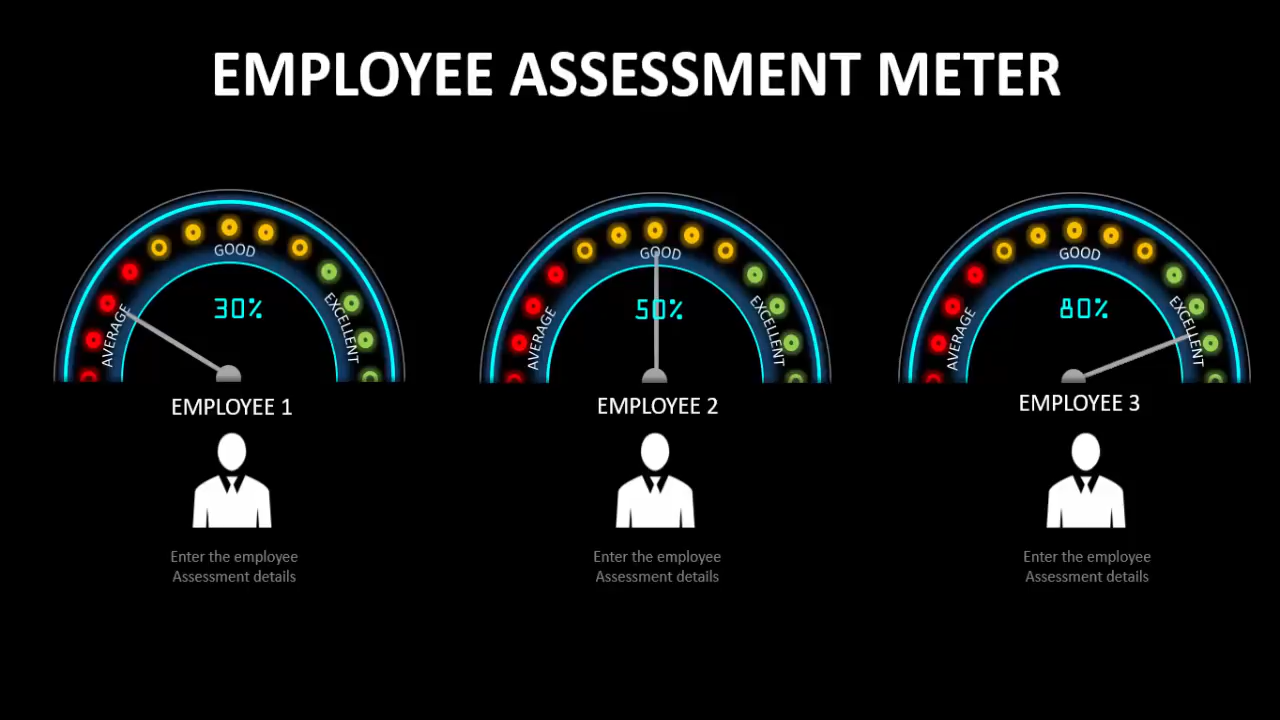 EMPLOYEE ASSESSMENT METER
AVERAGE
GOOD
EXCELLENT
30%
AVERAGE
GOOD
EXCELLENT
50%
AVERAGE
GOOD
EXCELLENT
80%
EMPLOYEE 1
EMPLOYEE 2
EMPLOYEE 3
Enter the employee
Assessment details
Enter the employee
Assessment details
Enter the employee
Assessment details